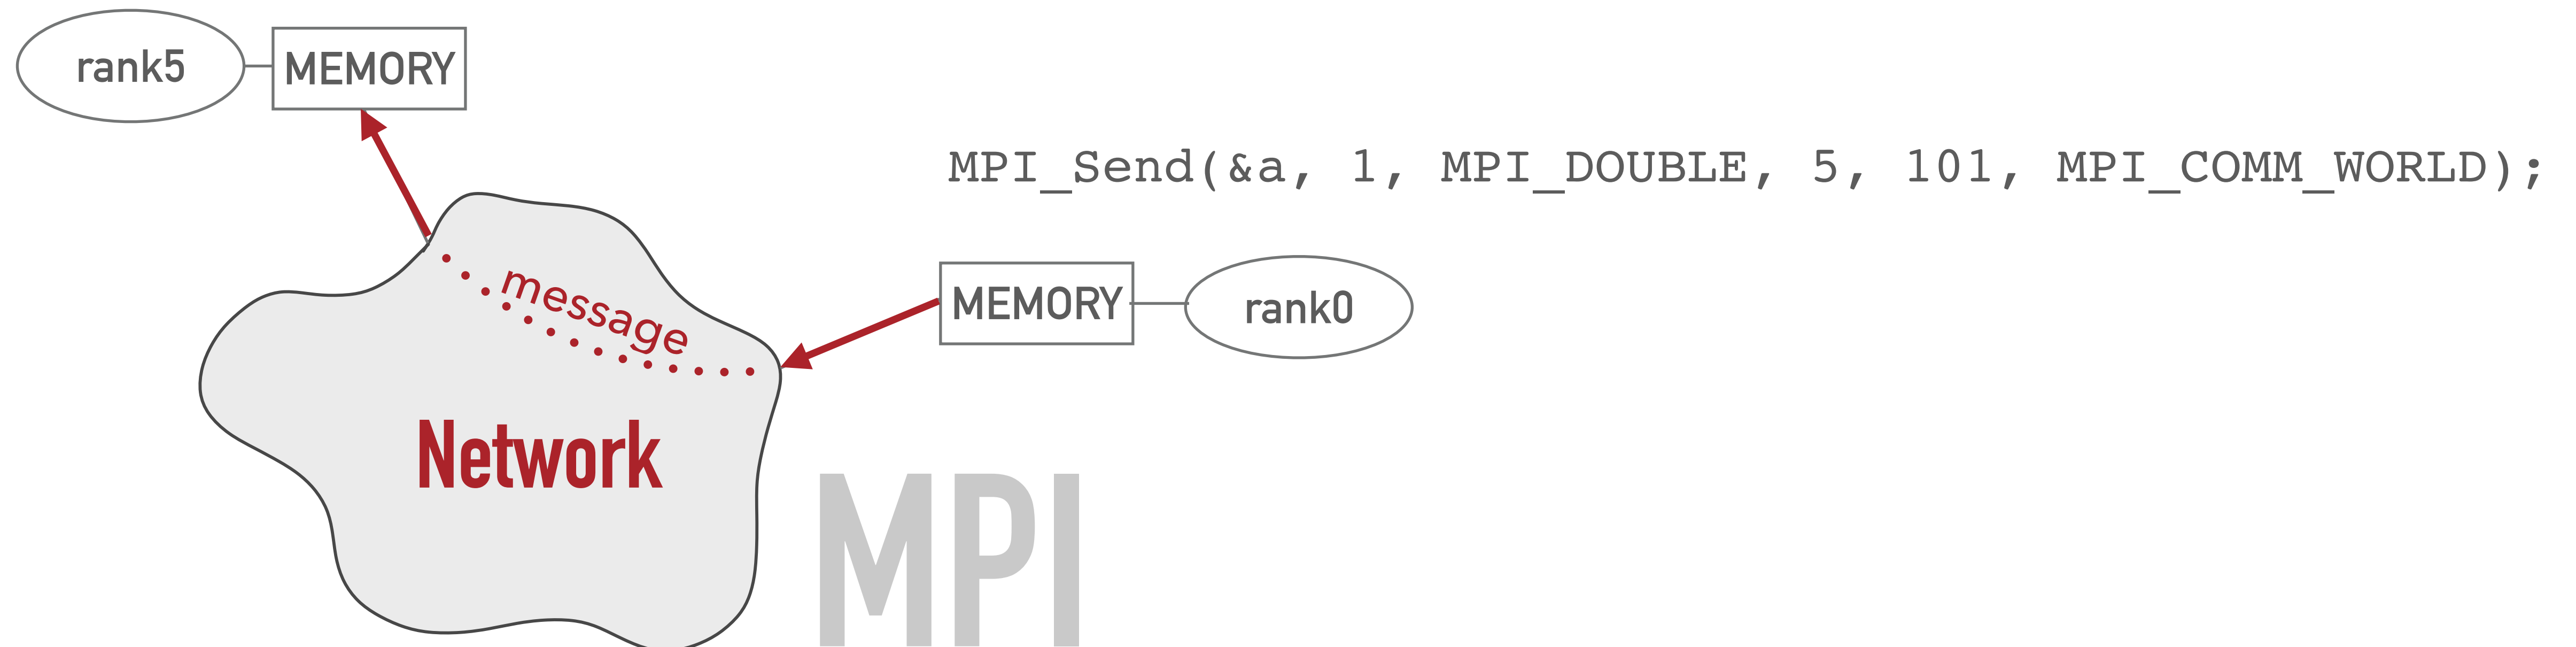 rank5
MEMORY
MPI_Send(&a, 1, MPI_DOUBLE, 5, 101, MPI_COMM_WORLD);
message
MEMORY
rank0
Network
MPI